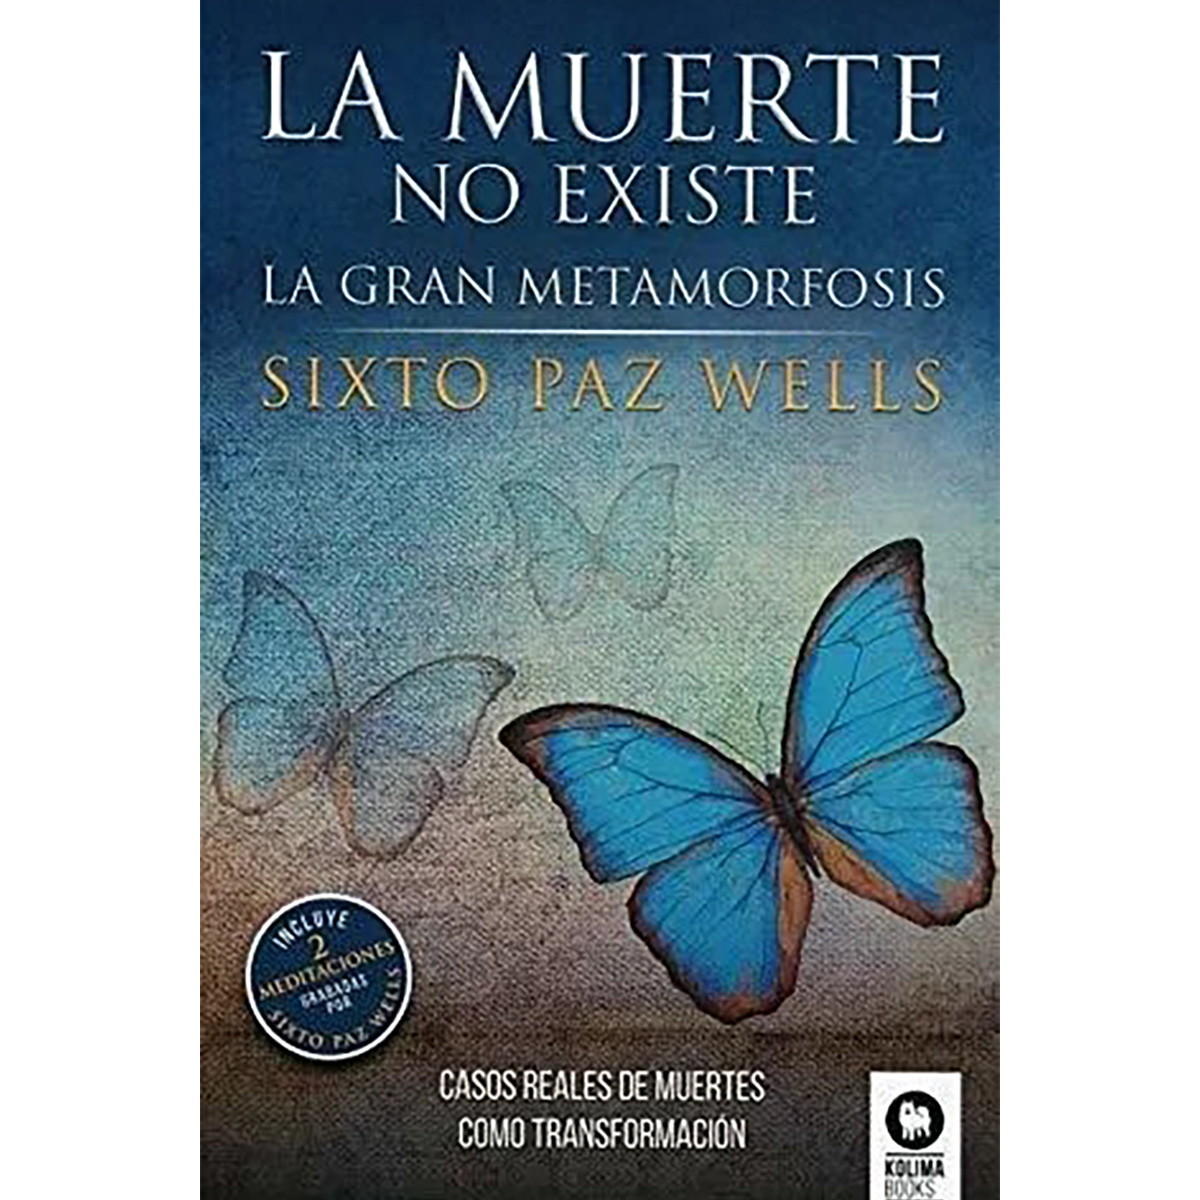 LA MUERTE
NO EXISTE
LA GRAN METAMORFOSIS
SIXTO PAZ WELLS
INCLUYE
2
MEDITACIONES
GRABADAS
POR
SIXTO PAZ WELLS
CASOS REALES DE MUERTES
COMO TRANSFORMACIÓN
KOLIMA
BOOKS